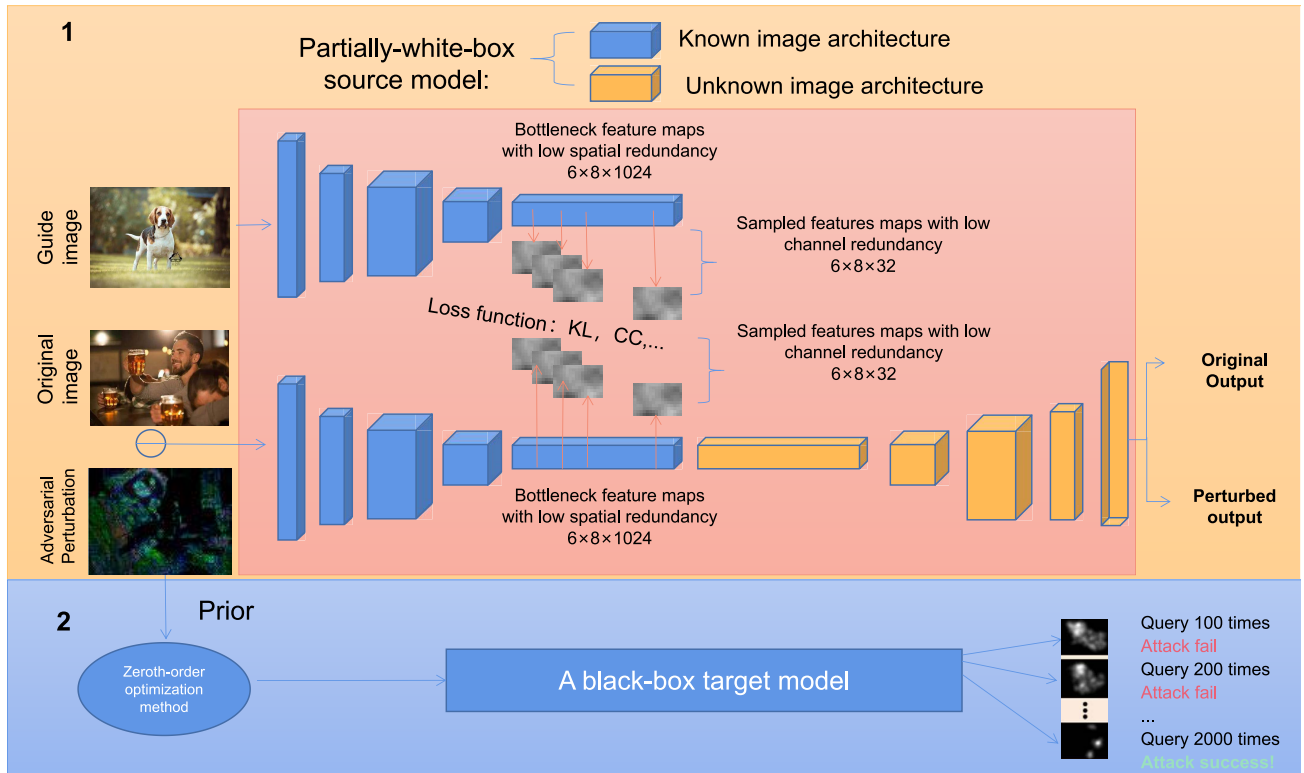 1
Partially-white-box
source model:
Known image architecture
Unknown image architecture
Bottleneck feature maps
with low spatial redundancy
6×8×1024
Guide
image
Sampled features maps with low
channel redundancy
6×8×32
Loss function：KL，CC,...
Sampled features maps with low
channel redundancy
6×8×32
Original
image
Original
Output
Adversarial
Perturbation
Bottleneck feature maps
with low spatial redundancy
6×8×1024
Perturbed
output
2
Prior
Zeroth-order
optimization
method
A black-box target model
Query 100 times
Attack fail
Query 200 times
Attack fail
...
Query 2000 times
Attack success!